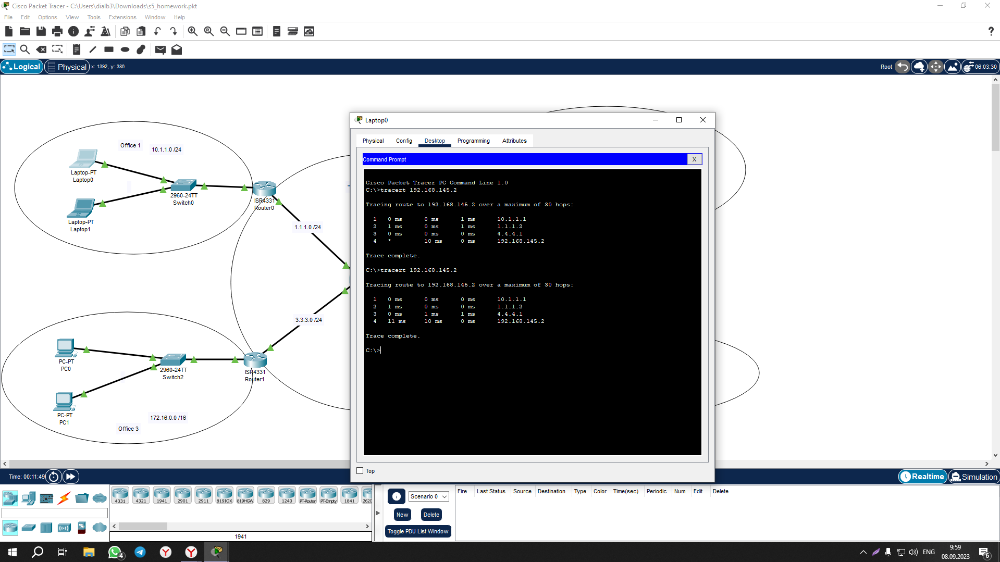 Cisco Packet Tracer - C:\Users\dialb3\Downloads\s5_homework.pkt
File Edit Options View Tools Extensions Window Help
Logical Physical x: 1392, y: 386 Root 06:03:30
Office 1 10.1.1.0 /24
Laptop-PT
Laptop0
2960-24TT
Switch0
ISR4331
Router0
Laptop-PT
Laptop1
1.1.1.0 /24
3.3.3.0 /24
PC-PT
PC0
2960-24TT
Switch2
ISR4331
Router1
PC-PT
PC1
172.16.0.0 /16
Office 3
Laptop0
Physical Config Desktop Programming Attributes
Command Prompt X
Cisco Packet Tracer PC Command Line 1.0
C:\>tracert 192.168.145.2
Tracing route to 192.168.145.2 over a maximum of 30 hops:
1 0 ms 0 ms 1 ms 10.1.1.1
2 1 ms 0 ms 1 ms 1.1.1.2
3 0 ms 0 ms 0 ms 4.4.4.1
4 * 10 ms 0 ms 192.168.145.2
Trace complete.
C:\>tracert 192.168.145.2
Tracing route to 192.168.145.2 over a maximum of 30 hops:
1 0 ms 0 ms 0 ms 10.1.1.1
2 1 ms 0 ms 0 ms 1.1.1.2
3 0 ms 1 ms 1 ms 4.4.4.1
4 11 ms 10 ms 0 ms 192.168.145.2
Trace complete.
C:\>
Top
Time: 00:11:49 Realtime Simulation
4331 4321 1941 2901 2911 819IOX 819HGW 829 1240 PT-Router PT-Empty 1841 2620
1941
Scenario 0
New Delete
Toggle PDU List Window
Fire Last Status Source Destination Type Color Time(sec) Periodic Num Edit Delete
4
ENG
9:59
08.09.2023
6